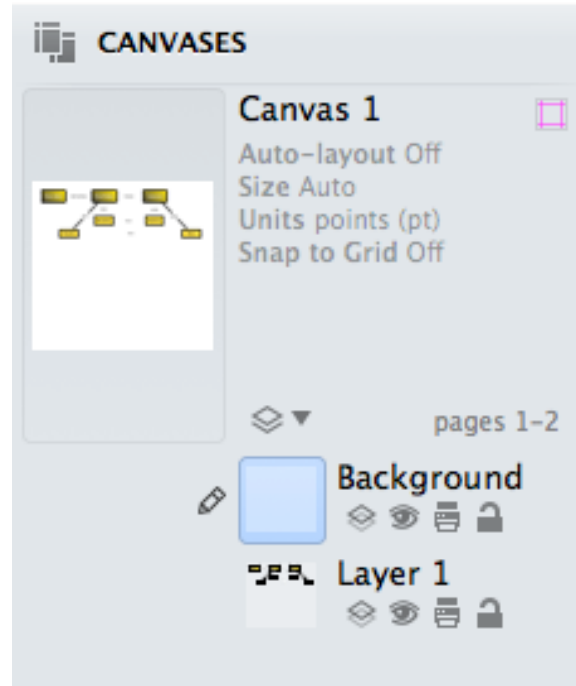 CANVASES
Canvas 1
Auto-layout Off
Size Auto
Units points (pt)
Snap to Grid Off
pages 1-2
Background
Layer 1